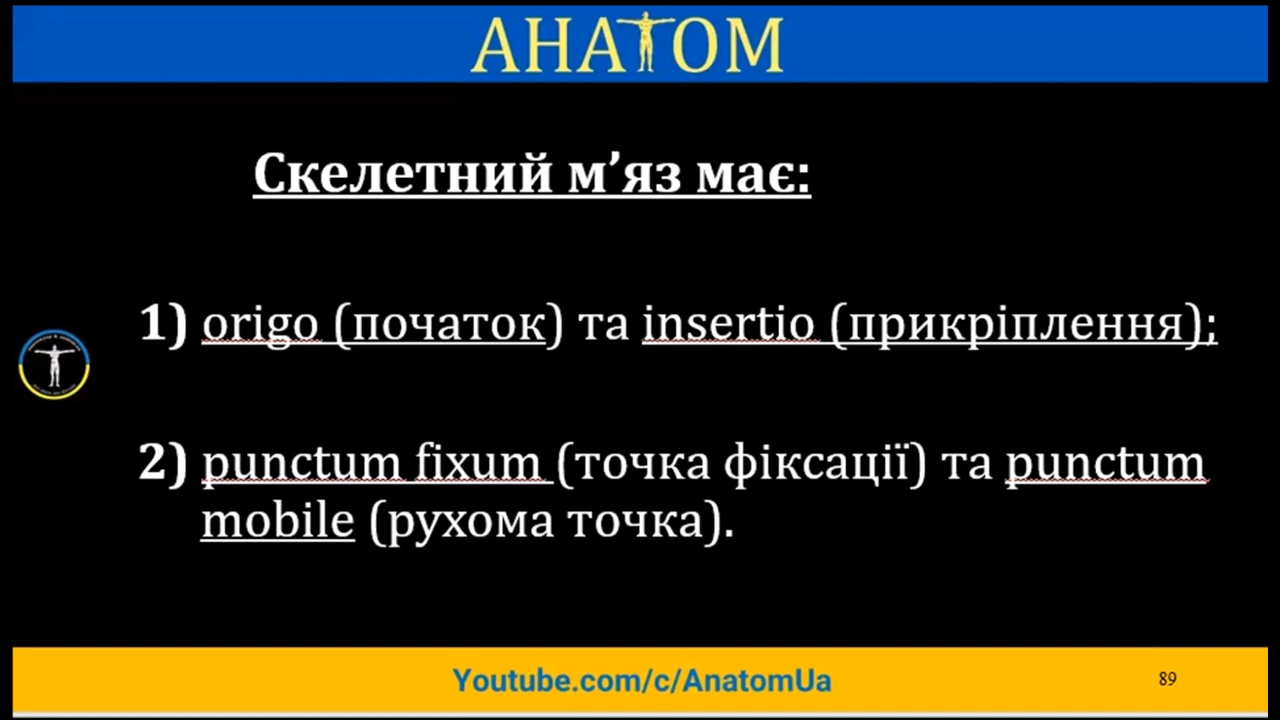 АНАТОМ
Скелетний м’яз має:
1) origo (початок) та insertio (прикріплення);
2) punctum fixum (точка фіксації) та punctum
mobile (рухома точка).
Youtube.com/c/AnatomUa
89